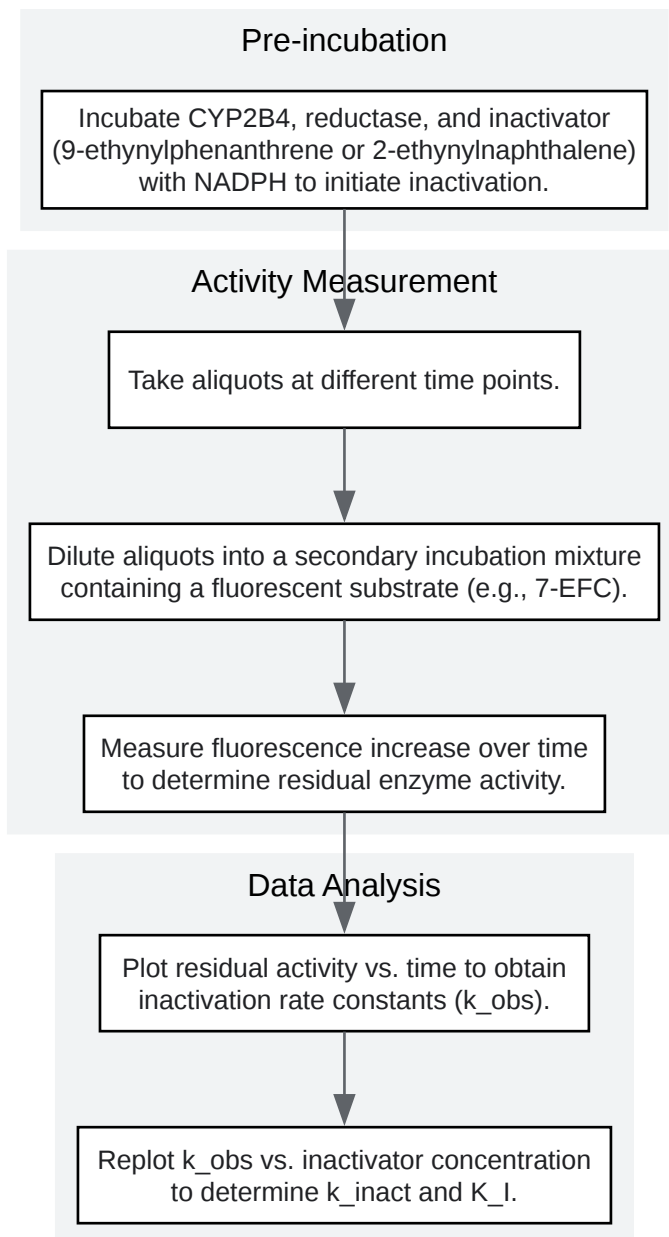 Pre-incubation
Incubate CYP2B4, reductase, and inactivator
(9-ethynylphenanthrene or 2-ethynylnaphthalene)
with NADPH to initiate inactivation.
Activity Measurement
Take aliquots at different time points.
Dilute aliquots into a secondary incubation mixture
containing a fluorescent substrate (e.g., 7-EFC).
Measure fluorescence increase over time
to determine residual enzyme activity.
Data Analysis
Plot residual activity vs. time to obtain
inactivation rate constants (k_obs).
Replot k_obs vs. inactivator concentration
to determine k_inact and K_I.